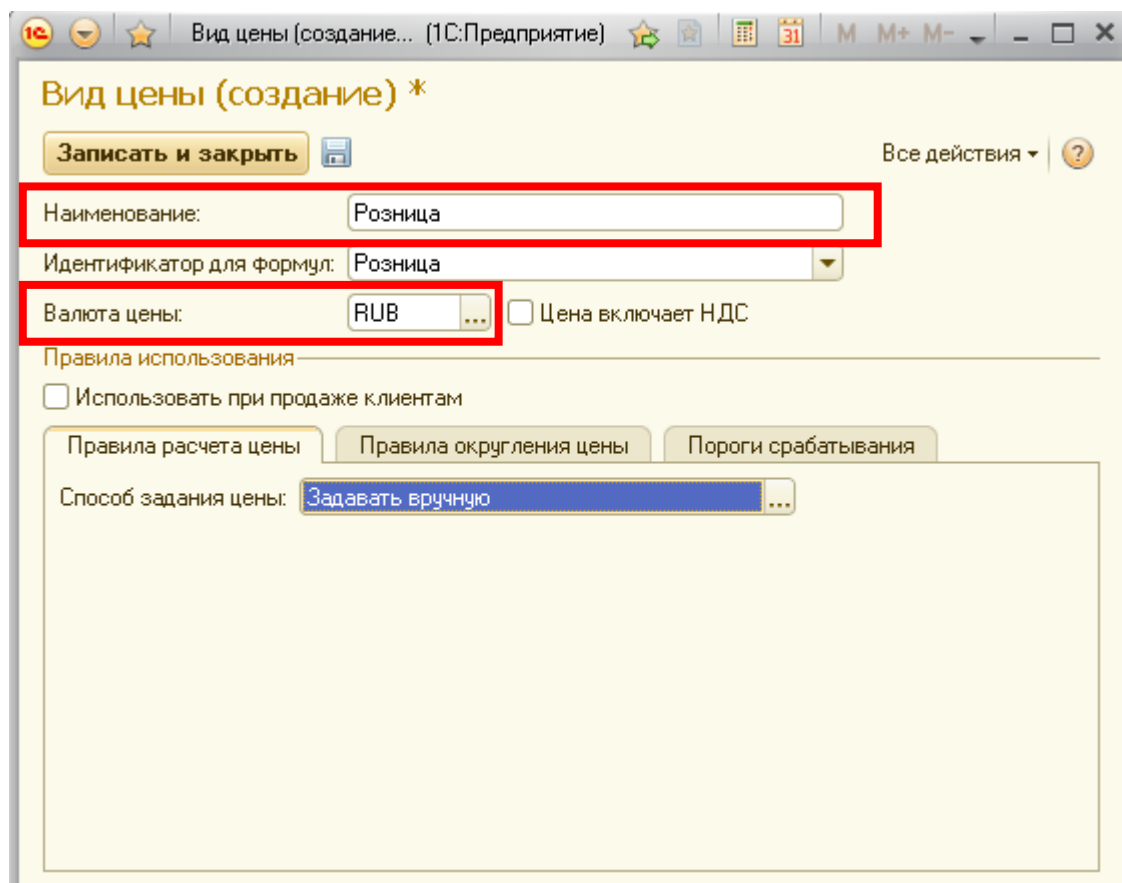 1С Вид цены (создание... (1С:Предприятие) 31 M M+ M-
Вид цены (создание) *
Записать и закрыть Все действия ?
Наименование: Розница
Идентификатор для формул: Розница
Валюта цены: RUB ... Цена включает НДС
Правила использования
Использовать при продаже клиентам
Правила расчета цены Правила округления цены Пороги срабатывания
Способ задания цены: Задавать вручную ...